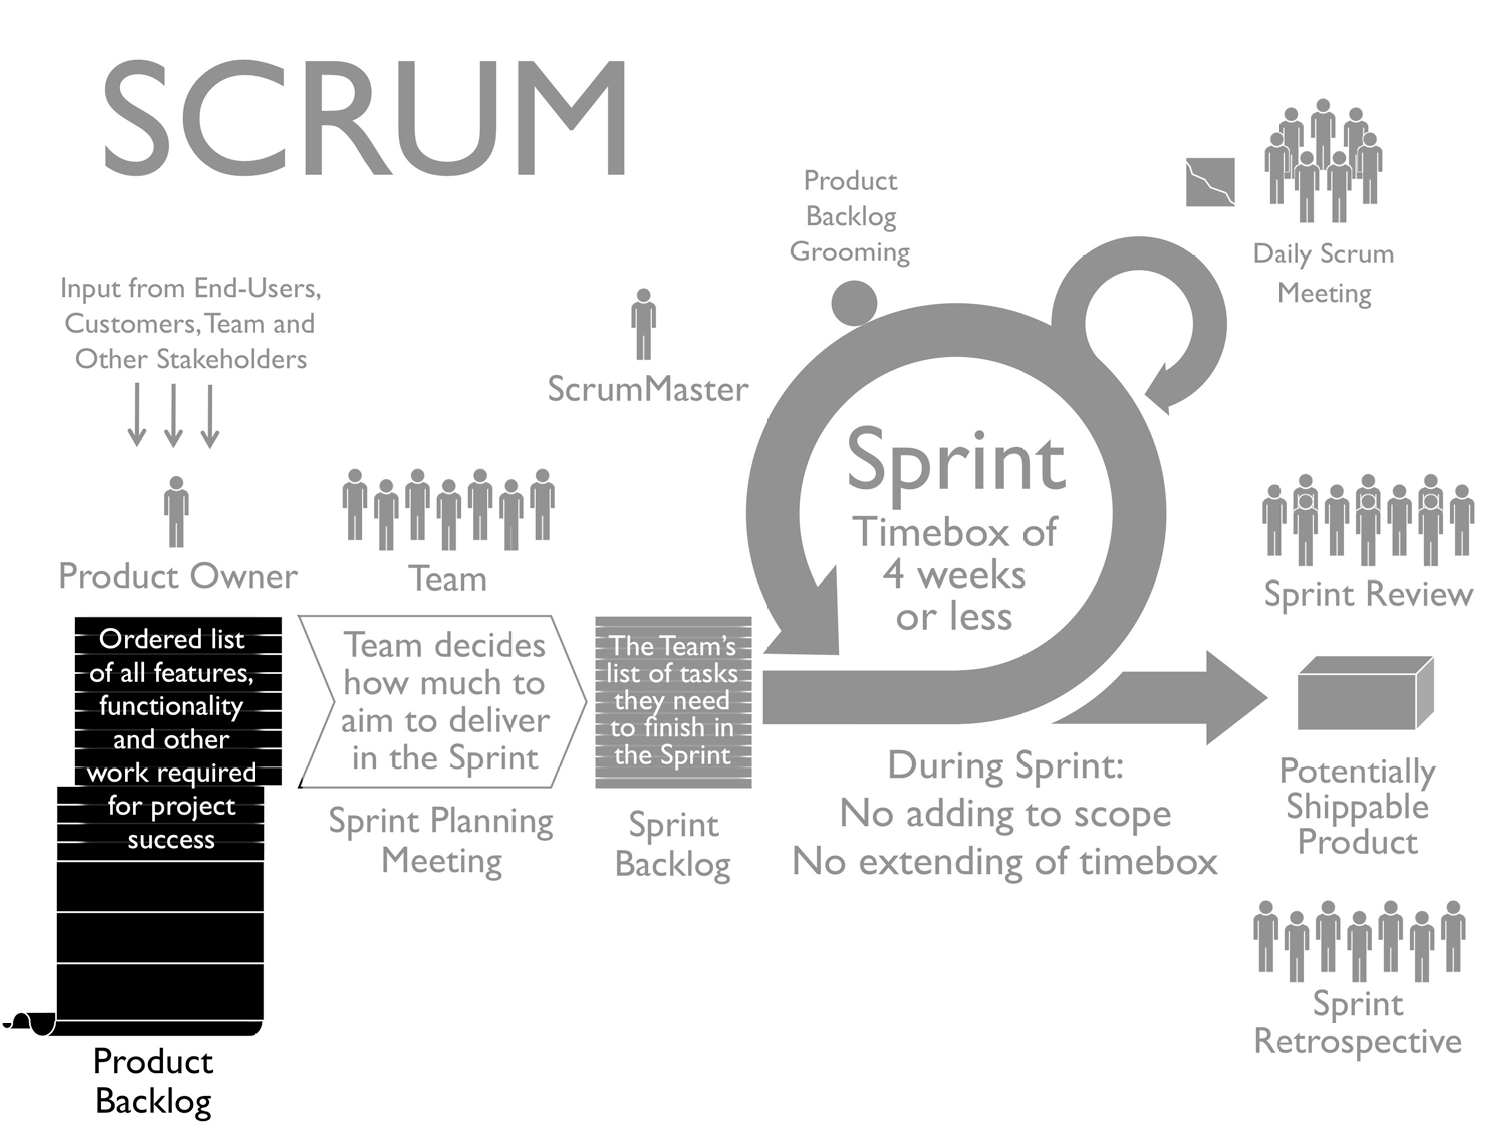 SCRUM
Product
Backlog
Grooming
Daily Scrum
Meeting
Input from End-Users,
Customers, Team and
Other Stakeholders
ScrumMaster
Product Owner
Team
Sprint
Timebox of
4 weeks
or less
Sprint Review
Ordered list
of all features,
functionality
and other
work required
for project
success
Team decides
how much to
aim to deliver
in the Sprint
The Team's
list of tasks
they need
to finish in
the Sprint
Sprint Planning
Meeting
Sprint
Backlog
During Sprint:
No adding to scope
No extending of timebox
Potentially
Shippable
Product
Sprint
Retrospective
Product
Backlog